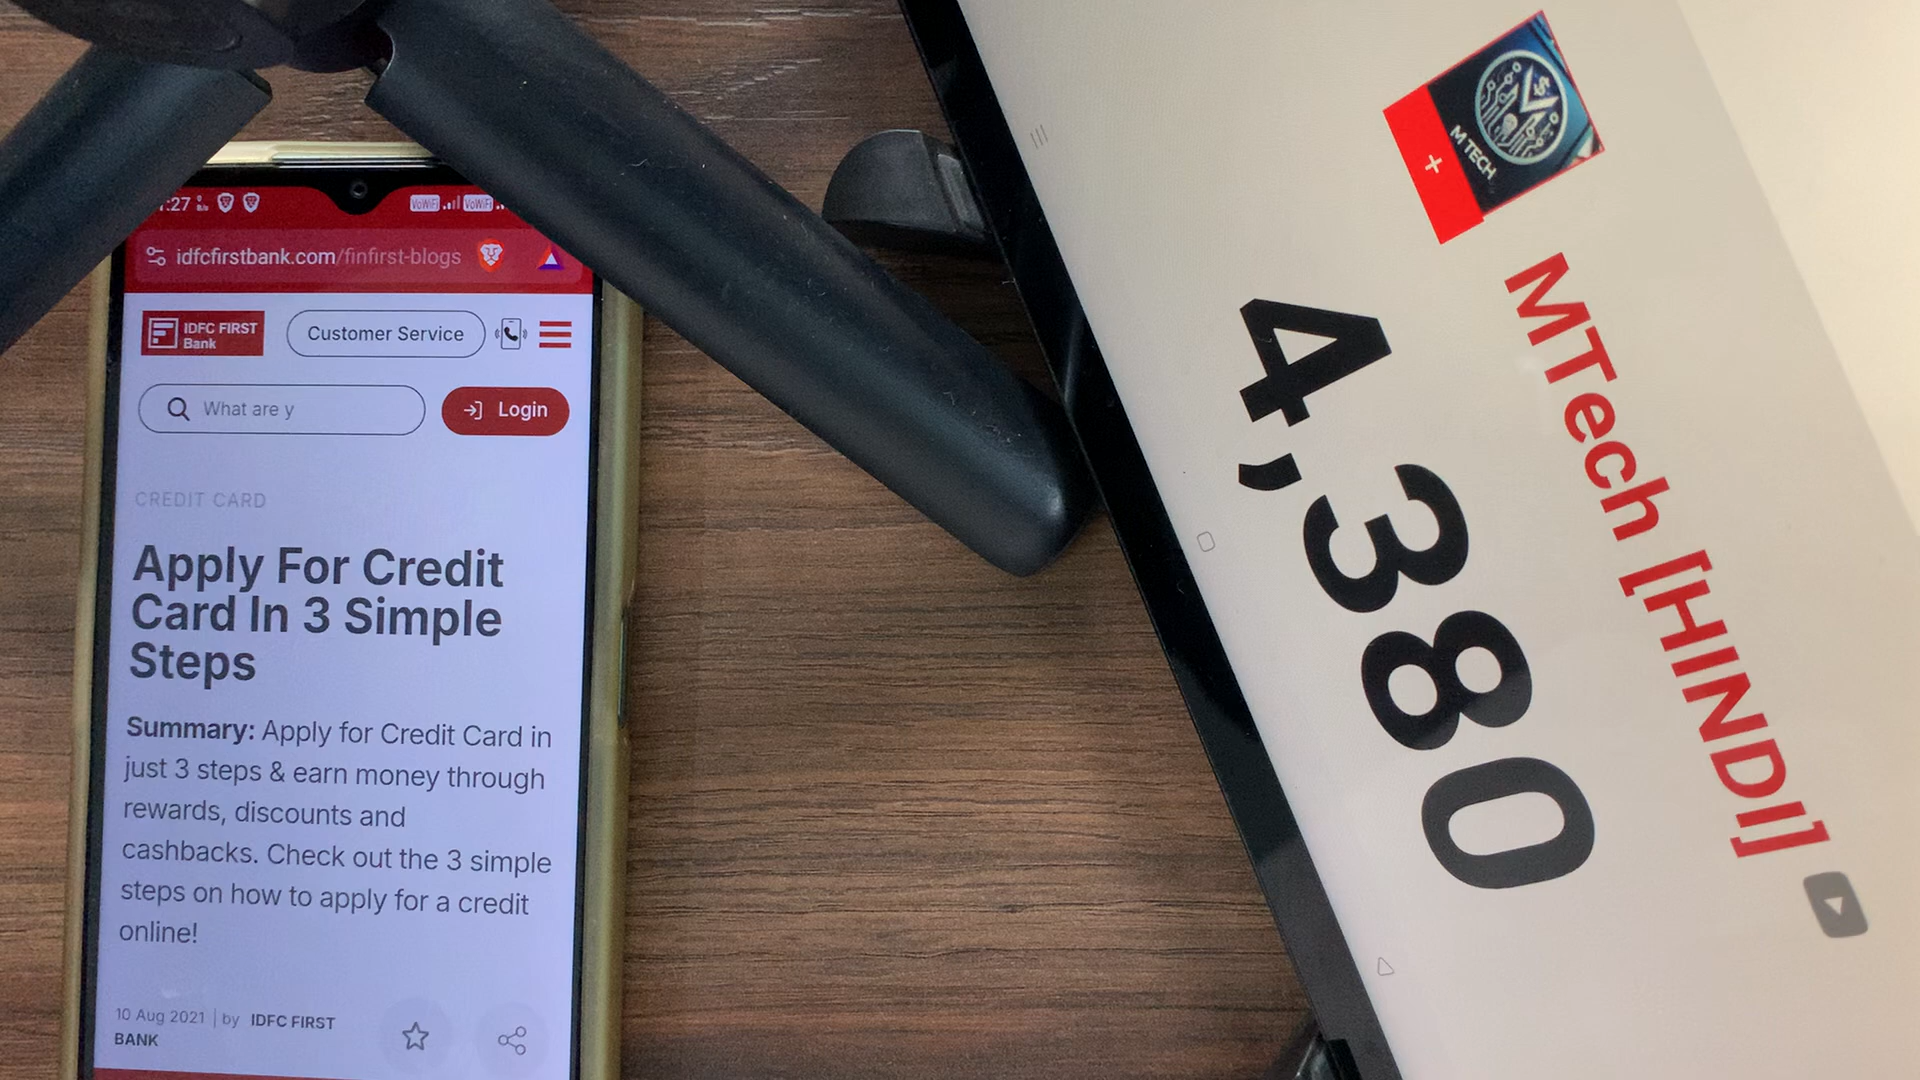 :27
VoWiFi VoWiFi
idfcfirstbank.com/finfirst-blogs
IDFC FIRST
Bank
Customer Service
What are y
Login
CREDIT CARD
Apply For Credit
Card In 3 Simple
Steps
Summary: Apply for Credit Card in
just 3 steps & earn money through
rewards, discounts and
cashbacks. Check out the 3 simple
steps on how to apply for a credit
online!
10 Aug 2021 | by IDFC FIRST
BANK
M TECH
+
MTech [HINDI]
4,380